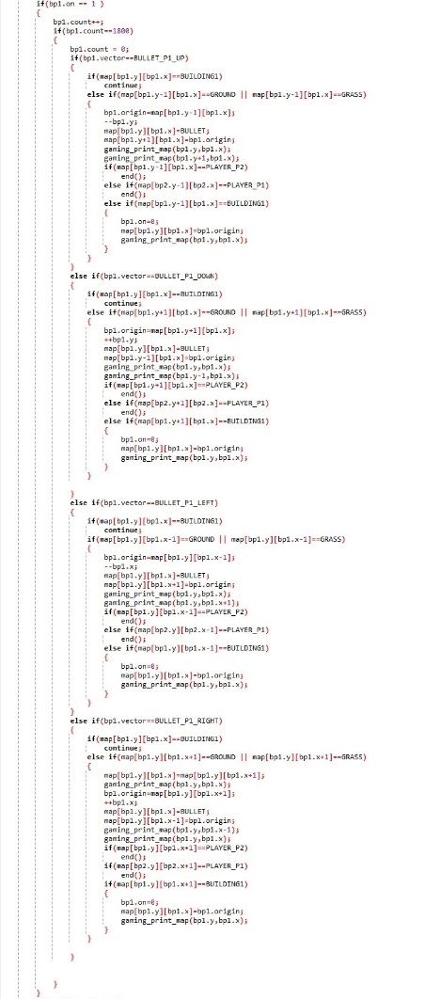 if(bp1.on == 1 )
{
bp1.count++;
if(bp1.count==1800)
{
bp1.count = 0;
if(bp1.vector==BULLET_P1_UP)
{
if(map[bp1.y][bp1.x]==BUILDING1)
continue;
else if(map[bp1.y-1][bp1.x]==GROUND || map[bp1.y-1][bp1.x]==GRASS)
{
bp1.origin=map[bp1.y-1][bp1.x];
--bp1.y;
map[bp1.y][bp1.x]=BULLET;
map[bp1.y+1][bp1.x]=bp1.origin;
gaming_print_map(bp1.y,bp1.x);
gaming_print_map(bp1.y+1,bp1.x);
if(map[bp1.y-1][bp1.x]==PLAYER_P2)
end();
else if(map[bp2.y-1][bp2.x]==PLAYER_P1)
end();
else if(map[bp1.y-1][bp1.x]==BUILDING1)
{
bp1.on=0;
map[bp1.y][bp1.x]=bp1.origin;
gaming_print_map(bp1.y,bp1.x);
}
}
}
else if(bp1.vector==BULLET_P1_DOWN)
{
if(map[bp1.y][bp1.x]==BUILDING1)
continue;
else if(map[bp1.y+1][bp1.x]==GROUND || map[bp1.y+1][bp1.x]==GRASS)
{
bp1.origin=map[bp1.y+1][bp1.x];
++bp1.y;
map[bp1.y][bp1.x]=BULLET;
map[bp1.y-1][bp1.x]=bp1.origin;
gaming_print_map(bp1.y,bp1.x);
gaming_print_map(bp1.y-1,bp1.x);
if(map[bp1.y+1][bp1.x]==PLAYER_P2)
end();
else if(map[bp2.y+1][bp2.x]==PLAYER_P1)
end();
else if(map[bp1.y+1][bp1.x]==BUILDING1)
{
bp1.on=0;
map[bp1.y][bp1.x]=bp1.origin;
gaming_print_map(bp1.y,bp1.x);
}
}
}
else if(bp1.vector==BULLET_P1_LEFT)
{
if(map[bp1.y][bp1.x]==BUILDING1)
continue;
if(map[bp1.y][bp1.x-1]==GROUND || map[bp1.y][bp1.x-1]==GRASS)
{
bp1.origin=map[bp1.y][bp1.x-1];
--bp1.x;
map[bp1.y][bp1.x]=BULLET;
map[bp1.y][bp1.x+1]=bp1.origin;
gaming_print_map(bp1.y,bp1.x);
gaming_print_map(bp1.y,bp1.x+1);
if(map[bp1.y][bp1.x-1]==PLAYER_P2)
end();
else if(map[bp2.y][bp2.x-1]==PLAYER_P1)
end();
else if(map[bp1.y][bp1.x-1]==BUILDING1)
{
bp1.on=0;
map[bp1.y][bp1.x]=bp1.origin;
gaming_print_map(bp1.y,bp1.x);
}
}
}
else if(bp1.vector==BULLET_P1_RIGHT)
{
if(map[bp1.y][bp1.x]==BUILDING1)
continue;
else if(map[bp1.y][bp1.x+1]==GROUND || map[bp1.y][bp1.x+1]==GRASS)
{
map[bp1.y][bp1.x]=map[bp1.y][bp1.x+1];
gaming_print_map(bp1.y,bp1.x);
bp1.origin=map[bp1.y][bp1.x+1];
++bp1.x;
map[bp1.y][bp1.x]=BULLET;
map[bp1.y][bp1.x-1]=bp1.origin;
gaming_print_map(bp1.y,bp1.x-1);
gaming_print_map(bp1.y,bp1.x);
if(map[bp1.y][bp1.x+1]==PLAYER_P2)
end();
if(map[bp2.y][bp2.x+1]==PLAYER_P1)
end();
if(map[bp1.y][bp1.x+1]==BUILDING1)
{
bp1.on=0;
map[bp1.y][bp1.x]=bp1.origin;
gaming_print_map(bp1.y,bp1.x);
}
}
}
}
}